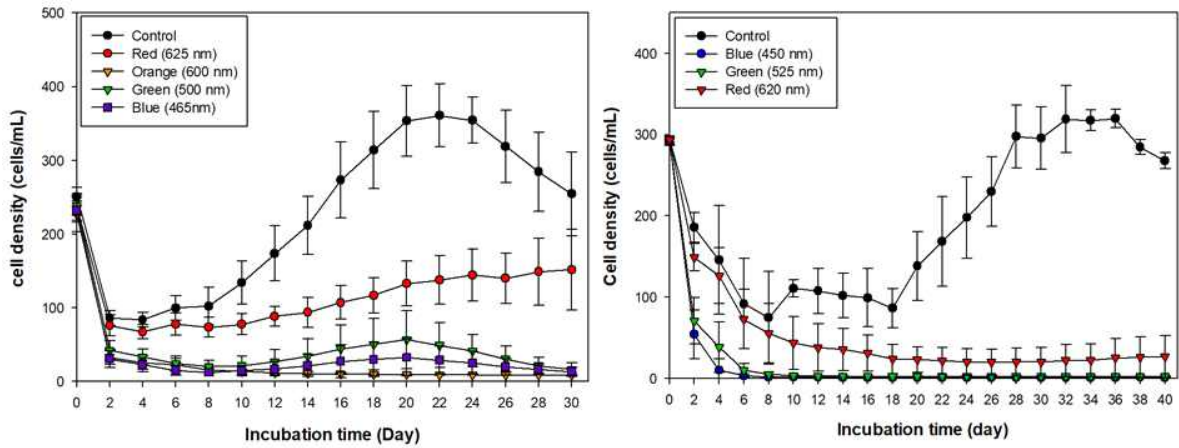 500
400
300
200
100
0
cell density (cells/mL)
Control
Red (625 nm)
Orange (600 nm)
Green (500 nm)
Blue (465nm)
0 2 4 6 8 10 12 14 16 18 20 22 24 26 28 30
Incubation time (Day)
400
300
200
100
0
Cell density (cells/mL)
Control
Blue (450 nm)
Green (525 nm)
Red (620 nm)
0 2 4 6 8 10 12 14 16 18 20 22 24 26 28 30 32 34 36 38 40
Incubation time (day)